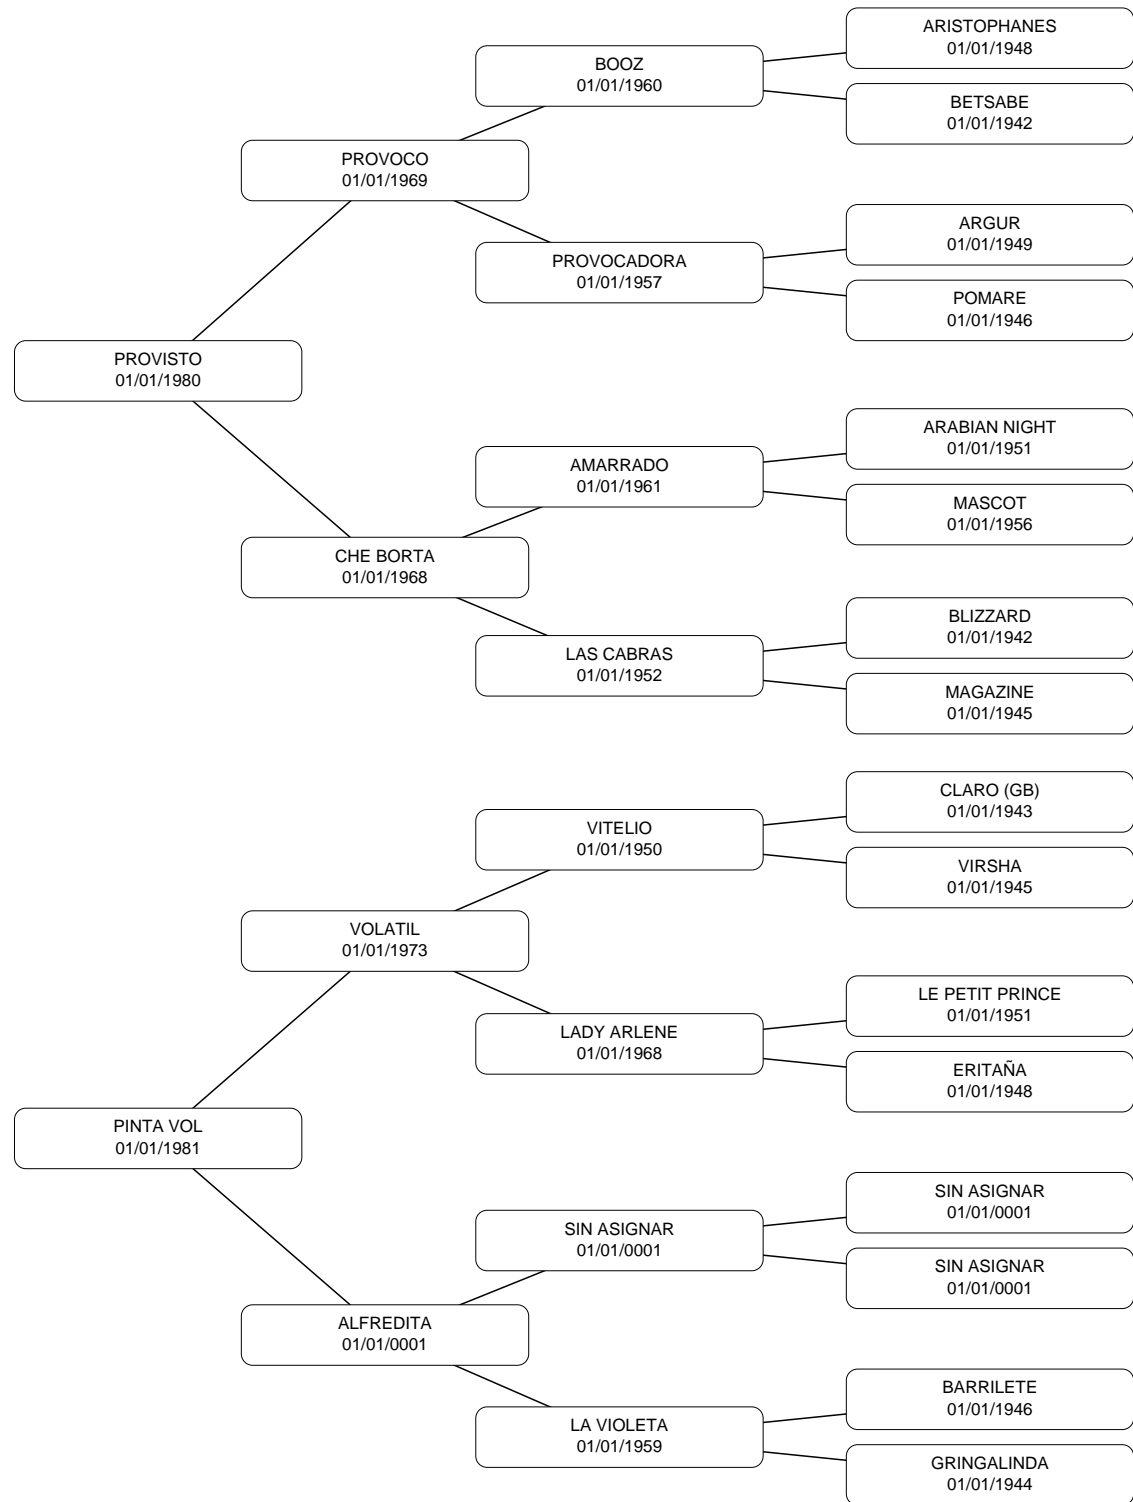 ARISTOPHANES
01/01/1948
BOOZ
01/01/1960
BETSABE
01/01/1942
PROVOCO
01/01/1969
ARGUR
01/01/1949
PROVOCADORA
01/01/1957
POMARE
01/01/1946
PROVISTO
01/01/1980
ARABIAN NIGHT
01/01/1951
AMARRADO
01/01/1961
MASCOT
01/01/1956
CHE BORTA
01/01/1968
BLIZZARD
01/01/1942
LAS CABRAS
01/01/1952
MAGAZINE
01/01/1945
CLARO (GB)
01/01/1943
VITELIO
01/01/1950
VIRSHA
01/01/1945
VOLATIL
01/01/1973
LE PETIT PRINCE
01/01/1951
LADY ARLENE
01/01/1968
ERITAÑA
01/01/1948
PINTA VOL
01/01/1981
SIN ASIGNAR
01/01/0001
SIN ASIGNAR
01/01/0001
SIN ASIGNAR
01/01/0001
ALFREDITA
01/01/0001
BARRILETE
01/01/1946
LA VIOLETA
01/01/1959
GRINGALINDA
01/01/1944